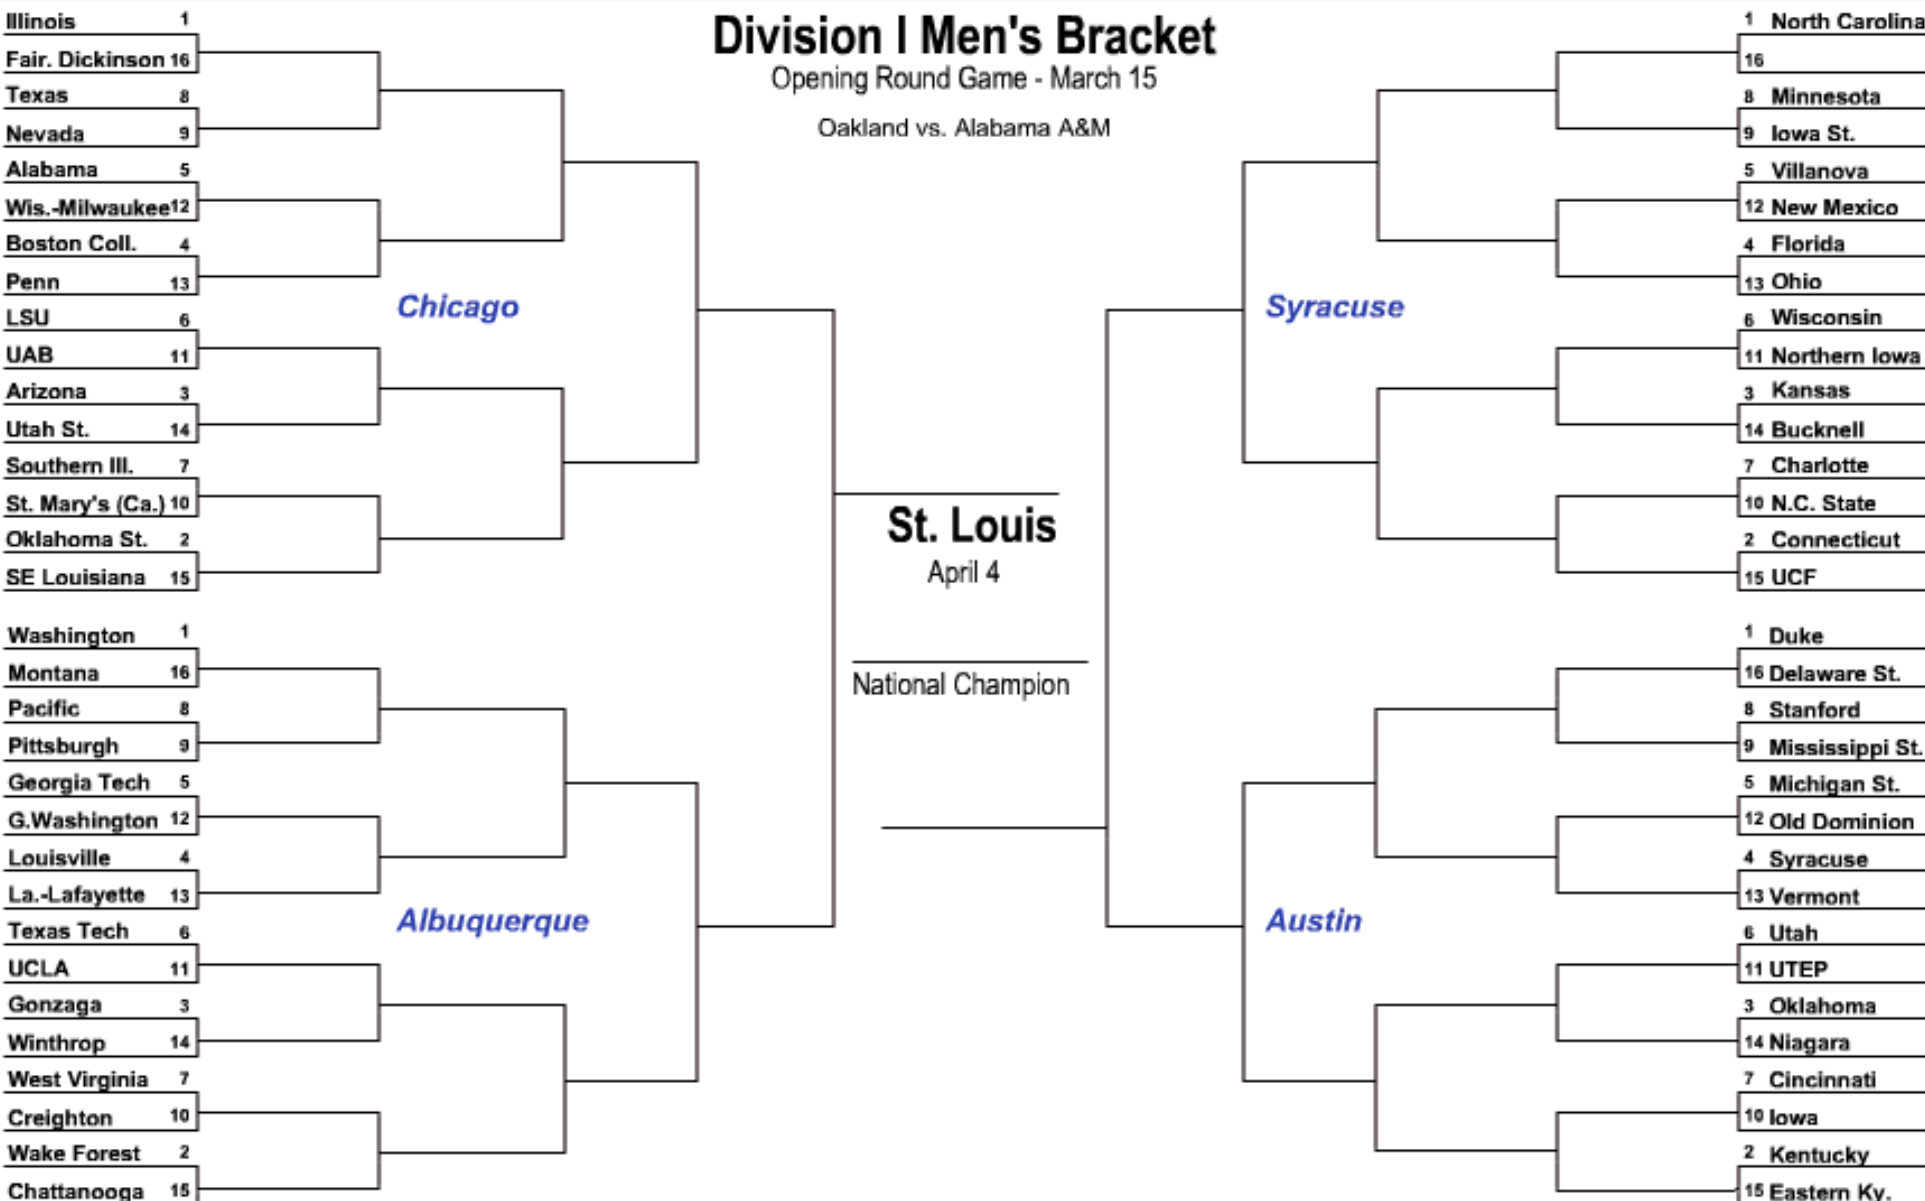 Division I Men's Bracket
Opening Round Game - March 15
Oakland vs. Alabama A&M
Illinois 1
Fair. Dickinson 16
Texas 8
Nevada 9
Alabama 5
Wis.-Milwaukee 12
Boston Coll. 4
Penn 13
LSU 6
UAB 11
Arizona 3
Utah St. 14
Southern Ill. 7
St. Mary's (Ca.) 10
Oklahoma St. 2
SE Louisiana 15
Chicago
Washington 1
Montana 16
Pacific 8
Pittsburgh 9
Georgia Tech 5
G.Washington 12
Louisville 4
La.-Lafayette 13
Texas Tech 6
UCLA 11
Gonzaga 3
Winthrop 14
West Virginia 7
Creighton 10
Wake Forest 2
Chattanooga 15
Albuquerque
St. Louis
April 4
National Champion
1 North Carolina
16
8 Minnesota
9 Iowa St.
5 Villanova
12 New Mexico
4 Florida
13 Ohio
6 Wisconsin
11 Northern Iowa
3 Kansas
14 Bucknell
7 Charlotte
10 N.C. State
2 Connecticut
15 UCF
Syracuse
1 Duke
16 Delaware St.
8 Stanford
9 Mississippi St.
5 Michigan St.
12 Old Dominion
4 Syracuse
13 Vermont
6 Utah
11 UTEP
3 Oklahoma
14 Niagara
7 Cincinnati
10 Iowa
2 Kentucky
15 Eastern Ky.
Austin